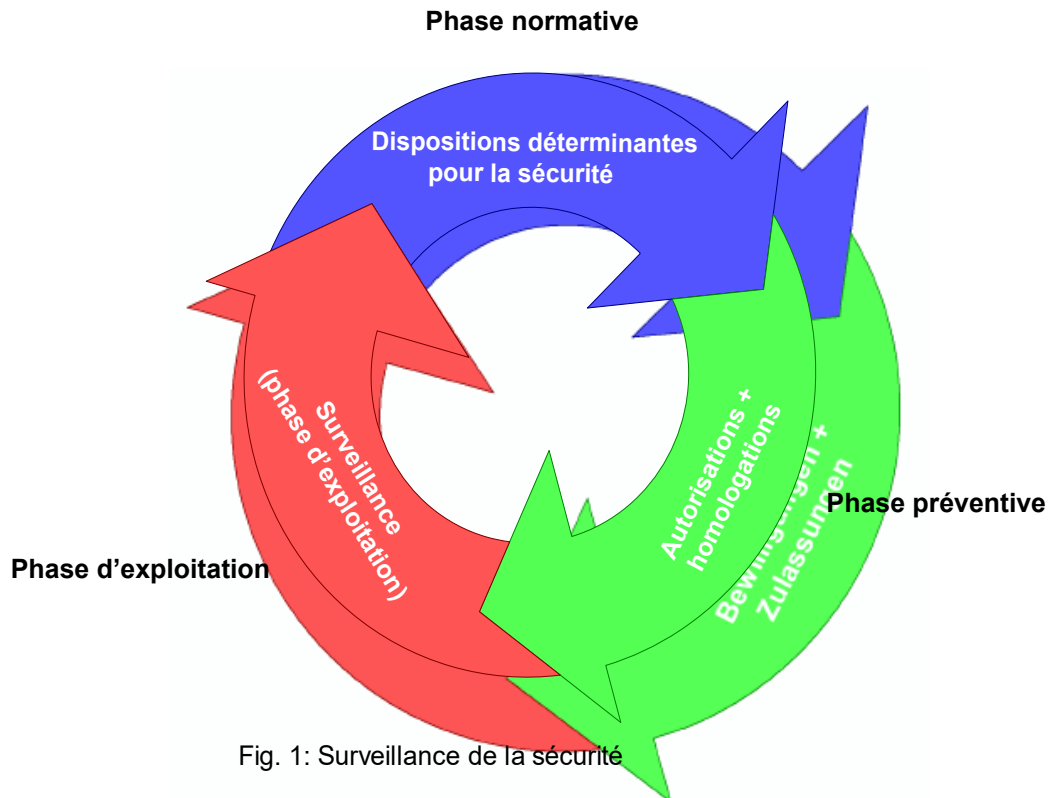 Phase normative
Dispositions déterminantes
pour la sécurité
Surveillance
(phase d'exploitation)
Autorisations +
homologations
Zulassungen
Phase préventive
Phase d'exploitation
Fig. 1: Surveillance de la sécurité